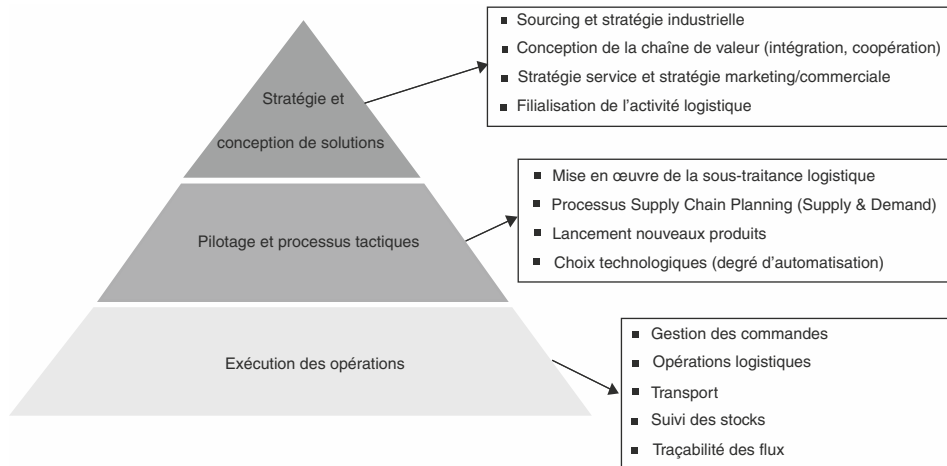 Stratégie et
conception de solutions
■ Sourcing et stratégie industrielle
■ Conception de la chaîne de valeur (intégration, coopération)
■ Stratégie service et stratégie marketing/commerciale
■ Filialisation de l’activité logistique
Pilotage et processus tactiques
■ Mise en œuvre de la sous-traitance logistique
■ Processus Supply Chain Planning (Supply & Demand)
■ Lancement nouveaux produits
■ Choix technologiques (degré d’automatisation)
Exécution des opérations
■ Gestion des commandes
■ Opérations logistiques
■ Transport
■ Suivi des stocks
■ Traçabilité des flux